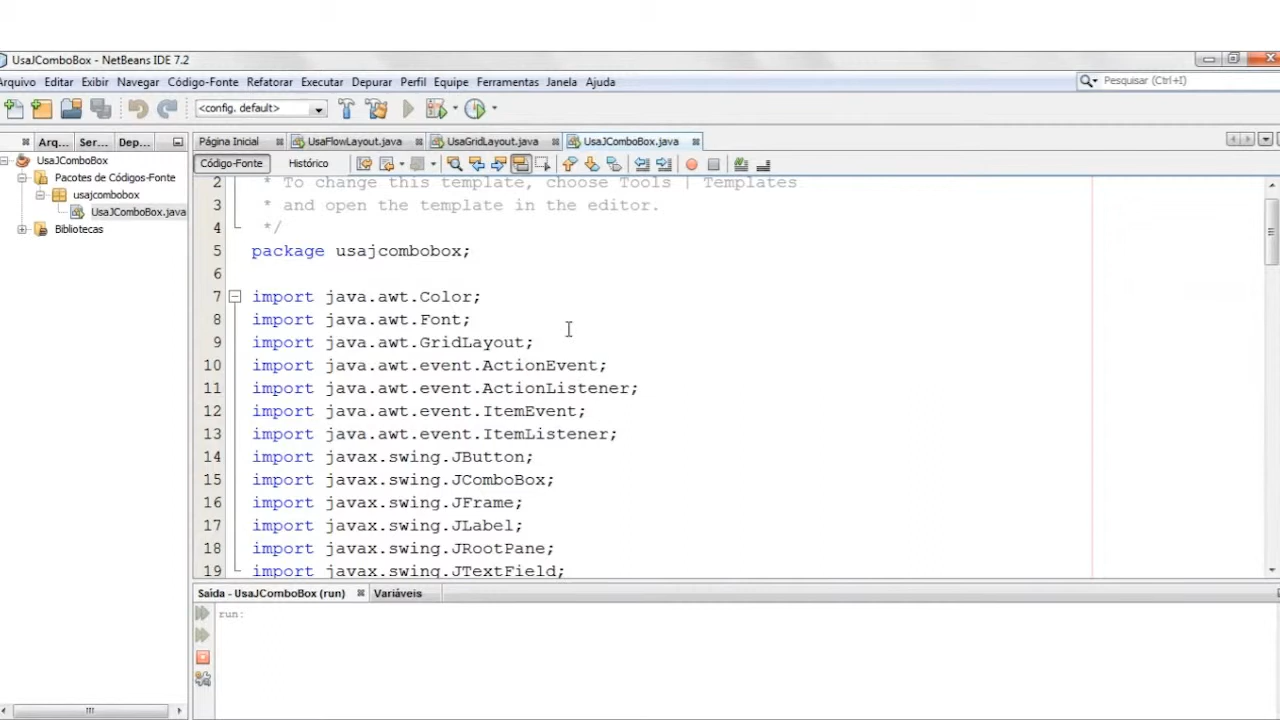 UsaJComboBox - NetBeans IDE 7.2
Arquivo Editar Exibir Navegar Código-Fonte Refatorar Executar Depurar Perfil Equipe Ferramentas Janela Ajuda
Pesquisar (Ctrl+I)
<config. default>
Arq... Ser... Dep...
Página Inicial UsaFlowLayout.java UsaGridLayout.java UsaJComboBox.java
UsaJComboBox
Pacotes de Códigos-Fonte
usajcombobox
UsaJComboBox.java
Bibliotecas
Código-Fonte Histórico
2 * To change this template, choose Tools | Templates
3 * and open the template in the editor.
4 */
5 package usajcombobox;
6
7 import java.awt.Color;
8 import java.awt.Font;
9 import java.awt.GridLayout;
10 import java.awt.event.ActionEvent;
11 import java.awt.event.ActionListener;
12 import java.awt.event.ItemEvent;
13 import java.awt.event.ItemListener;
14 import javax.swing.JButton;
15 import javax.swing.JComboBox;
16 import javax.swing.JFrame;
17 import javax.swing.JLabel;
18 import javax.swing.JRootPane;
19 import javax.swing.JTextField;
Saída - UsaJComboBox (run) Variáveis
run: